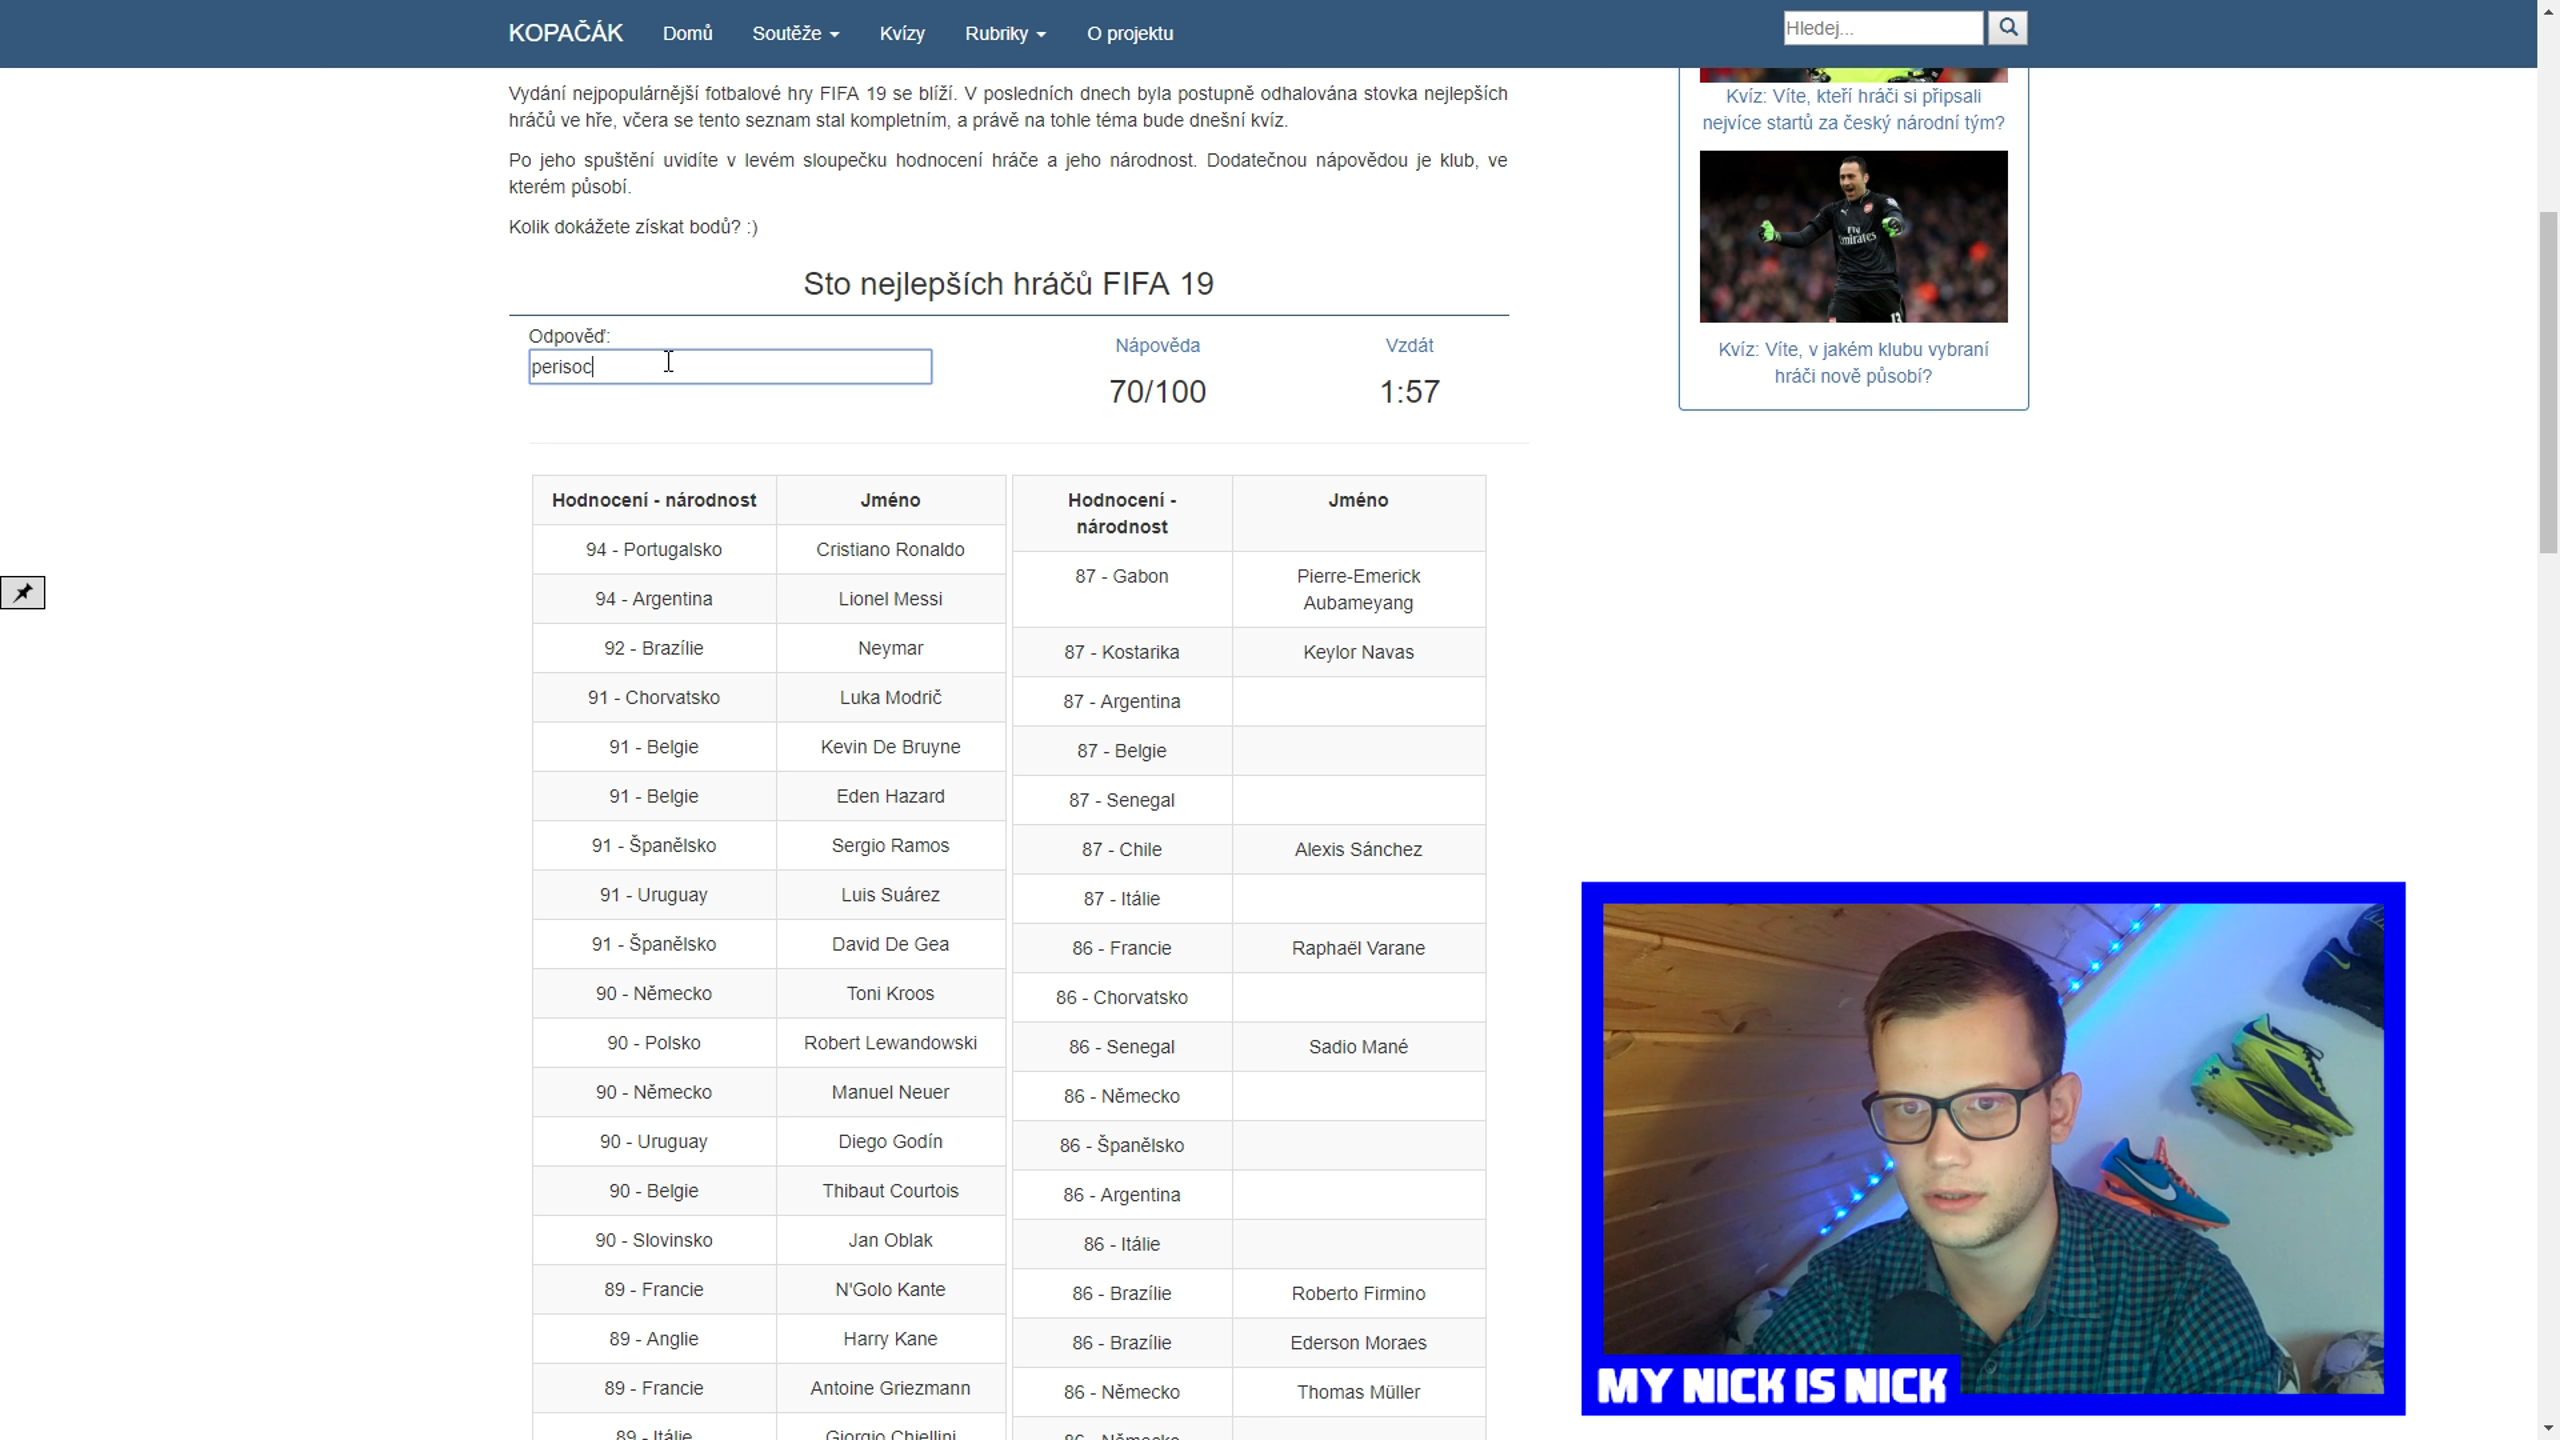 KOPAČÁK Domů Soutěže Kvízy Rubriky O projektu Hledej...
Vydání nejpopulárnější fotbalové hry FIFA 19 se blíží. V posledních dnech byla postupně odhalována stovka nejlepších
hráčů ve hře, včera se tento seznam stal kompletním, a právě na tohle téma bude dnešní kvíz.
Po jeho spuštění uvidíte v levém sloupečku hodnocení hráče a jeho národnost. Dodatečnou nápovědou je klub, ve
kterém působí.
Kolik dokážete získat bodů? :)
Sto nejlepších hráčů FIFA 19
Odpověď:
perisoc
Nápověda
70/100
Vzdát
1:57
Hodnocení - národnost Jméno
94 - Portugalsko Cristiano Ronaldo
94 - Argentina Lionel Messi
92 - Brazílie Neymar
91 - Chorvatsko Luka Modrič
91 - Belgie Kevin De Bruyne
91 - Belgie Eden Hazard
91 - Španělsko Sergio Ramos
91 - Uruguay Luis Suárez
91 - Španělsko David De Gea
90 - Německo Toni Kroos
90 - Polsko Robert Lewandowski
90 - Německo Manuel Neuer
90 - Uruguay Diego Godín
90 - Belgie Thibaut Courtois
90 - Slovinsko Jan Oblak
89 - Francie N'Golo Kante
89 - Anglie Harry Kane
89 - Francie Antoine Griezmann
89 - Itálie Giorgio Chiellini
Hodnocení -
národnost
Jméno
87 - Gabon Pierre-Emerick
Aubameyang
87 - Kostarika Keylor Navas
87 - Argentina
87 - Belgie
87 - Senegal
87 - Chile Alexis Sánchez
87 - Itálie
86 - Francie Raphaël Varane
86 - Chorvatsko
86 - Senegal Sadio Mané
86 - Německo
86 - Španělsko
86 - Argentina
86 - Itálie
86 - Brazílie Roberto Firmino
86 - Brazílie Ederson Moraes
86 - Německo Thomas Müller
86 - Německo
Kvíz: Víte, kteří hráči si připsali
nejvíce startů za český národní tým?
Fly
Emirates
13
Kvíz: Víte, v jakém klubu vybraní
hráči nově působí?
MY NICK IS NICK